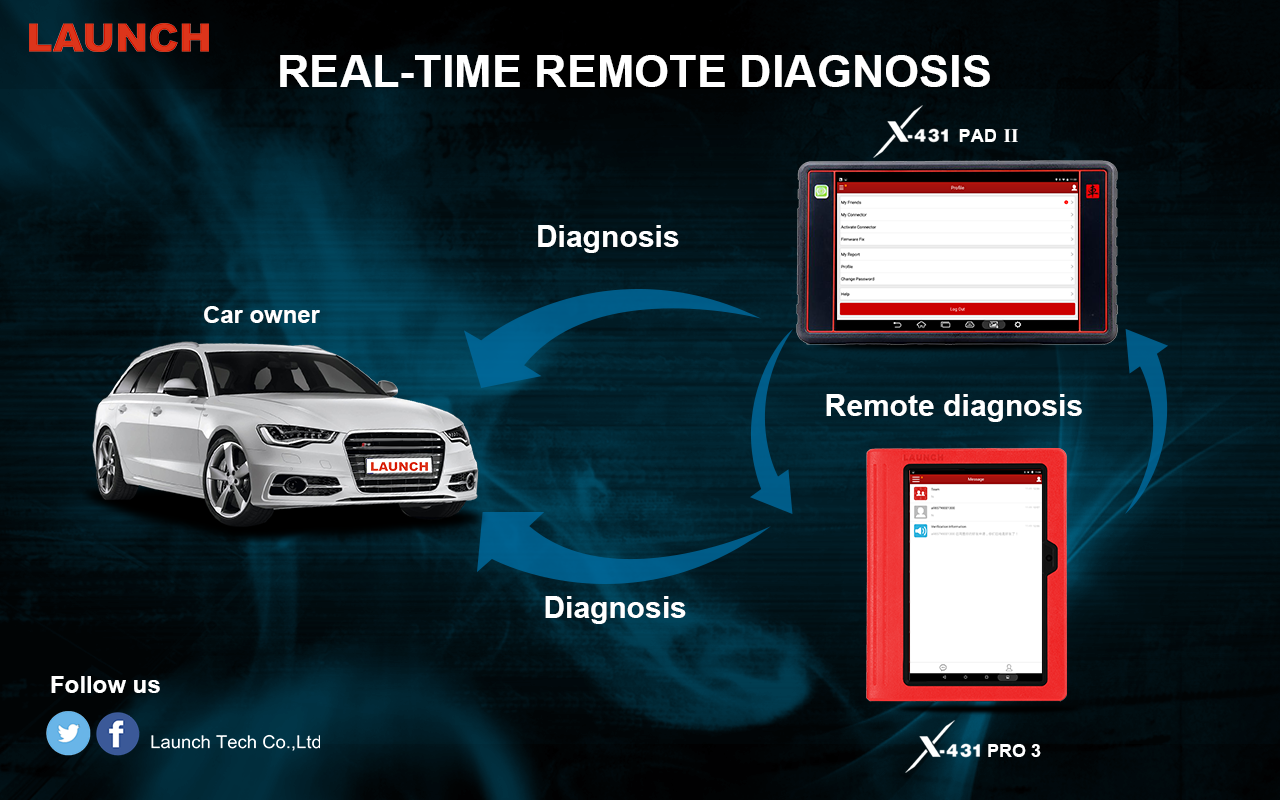 LAUNCH
REAL-TIME REMOTE DIAGNOSIS
X-431 PAD II
Profile
My Friends
My Connector
Activate Connector
Firmware Fix
My Report
Profile
Change Password
Help
Log Out
Diagnosis
Car owner
LAUNCH
Remote diagnosis
LAUNCH
Message
Verification Information
Diagnosis
Follow us
Launch Tech Co.,Ltd
X-431 PRO 3